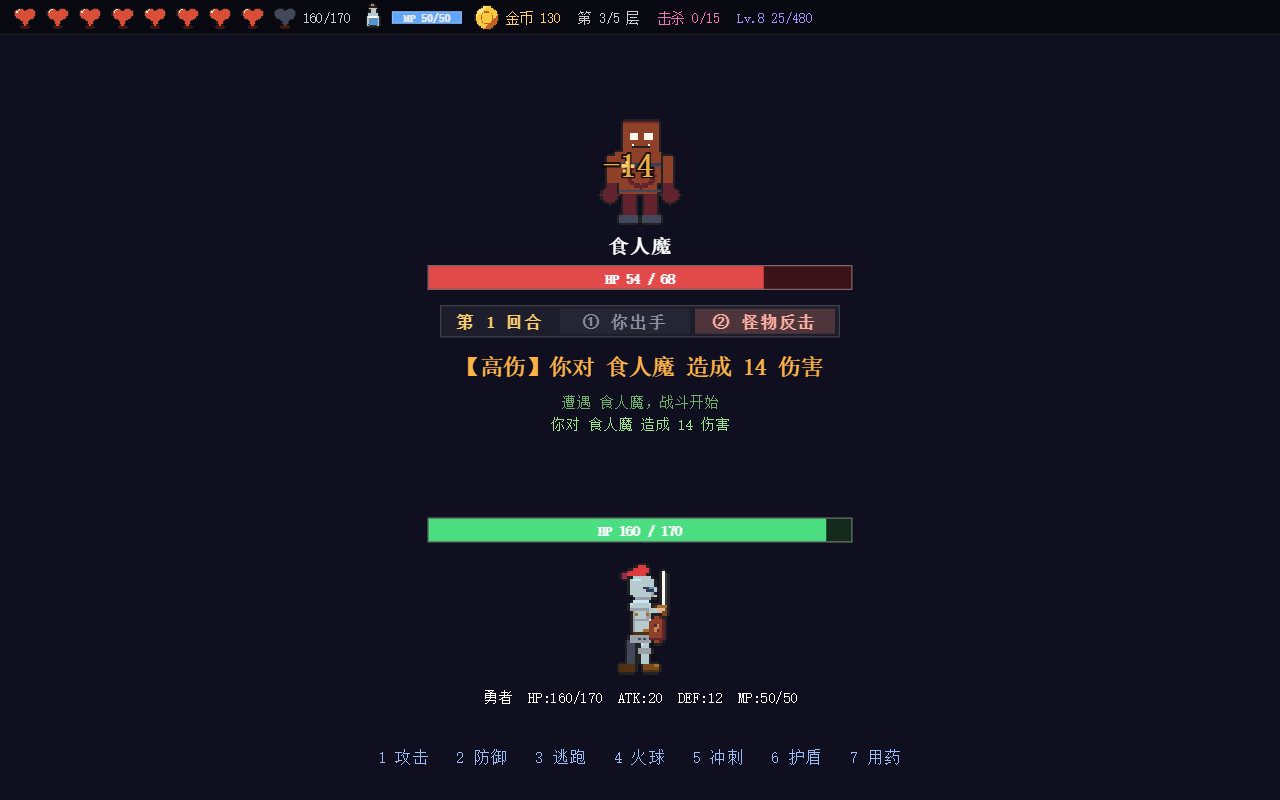 160/170 MP 50/50 金币 130 第 3/5 层 击杀 0/15 Lv.8 25/480
-14
食人魔
HP 54 / 68
第 1 回合 ① 你出手 ② 怪物反击
【高伤】你对 食人魔 造成 14 伤害
遭遇 食人魔，战斗开始
你对 食人魔 造成 14 伤害
HP 160 / 170
勇者 HP:160/170 ATK:20 DEF:12 MP:50/50
1 攻击 2 防御 3 逃跑 4 火球 5 冲刺 6 护盾 7 用药